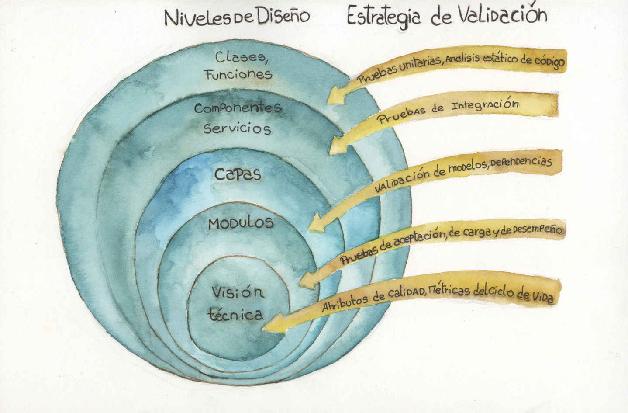 Niveles de Diseño
Estrategia de Validación
Clases,
Funciones
Pruebas unitarias, Analisis estático de código
Componentes
Servicios
Pruebas de Integración
CAPAS
Validación de modelos, Dependencias
MODULOS
Pruebas de aceptación, de carga y de Desempeño
Visión
técnica
Atributos de Calidad, Métricas del Ciclo de Vida